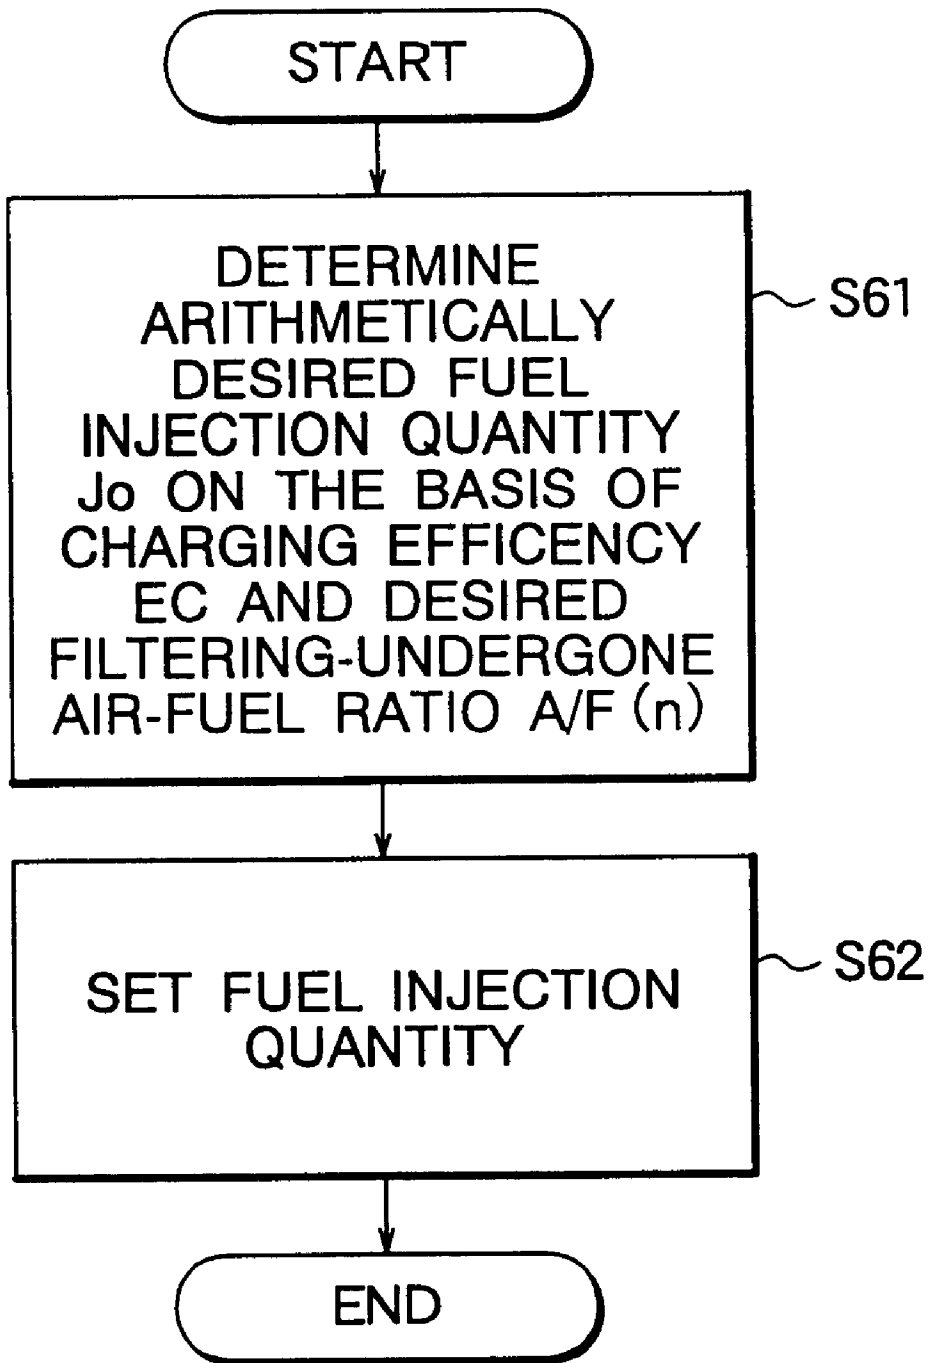 START
DETERMINE
ARITHMETICALLY
DESIRED FUEL
INJECTION QUANTITY
Jo ON THE BASIS OF
CHARGING EFFICENCY
EC AND DESIRED
FILTERING-UNDERGONE
AIR-FUEL RATIO A/F (n)
S61
SET FUEL INJECTION
QUANTITY
S62
END